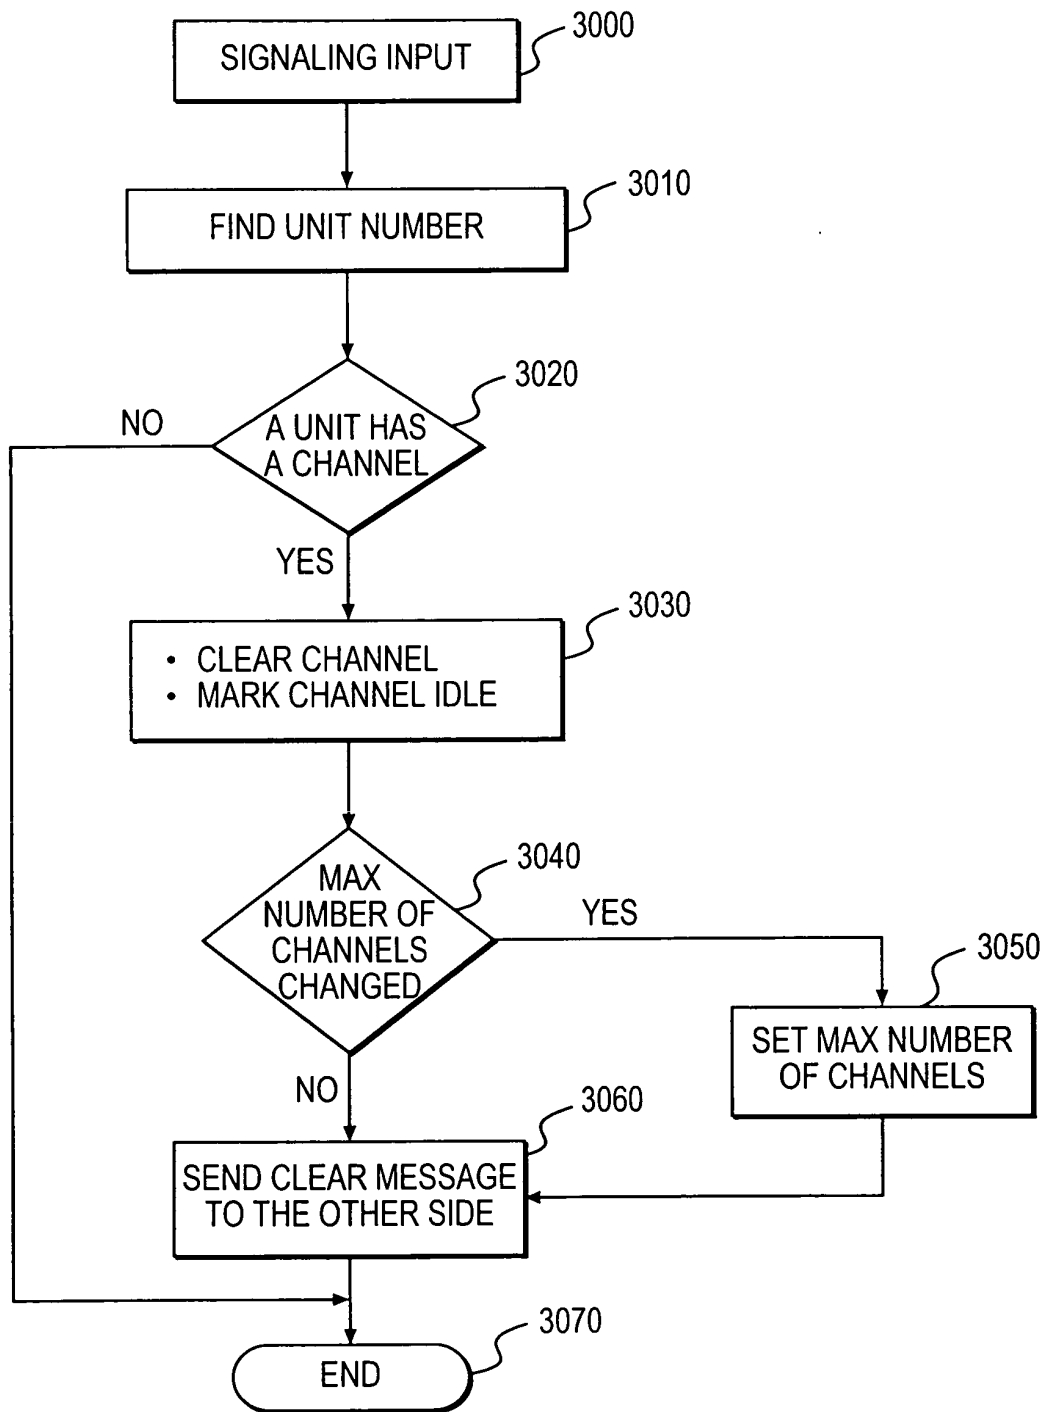 3000
SIGNALING INPUT
3010
FIND UNIT NUMBER
3020
NO
A UNIT HAS
A CHANNEL
YES
3030
• CLEAR CHANNEL
• MARK CHANNEL IDLE
3040
MAX
NUMBER OF
CHANNELS
CHANGED
YES
3050
SET MAX NUMBER
OF CHANNELS
NO
3060
SEND CLEAR MESSAGE
TO THE OTHER SIDE
3070
END